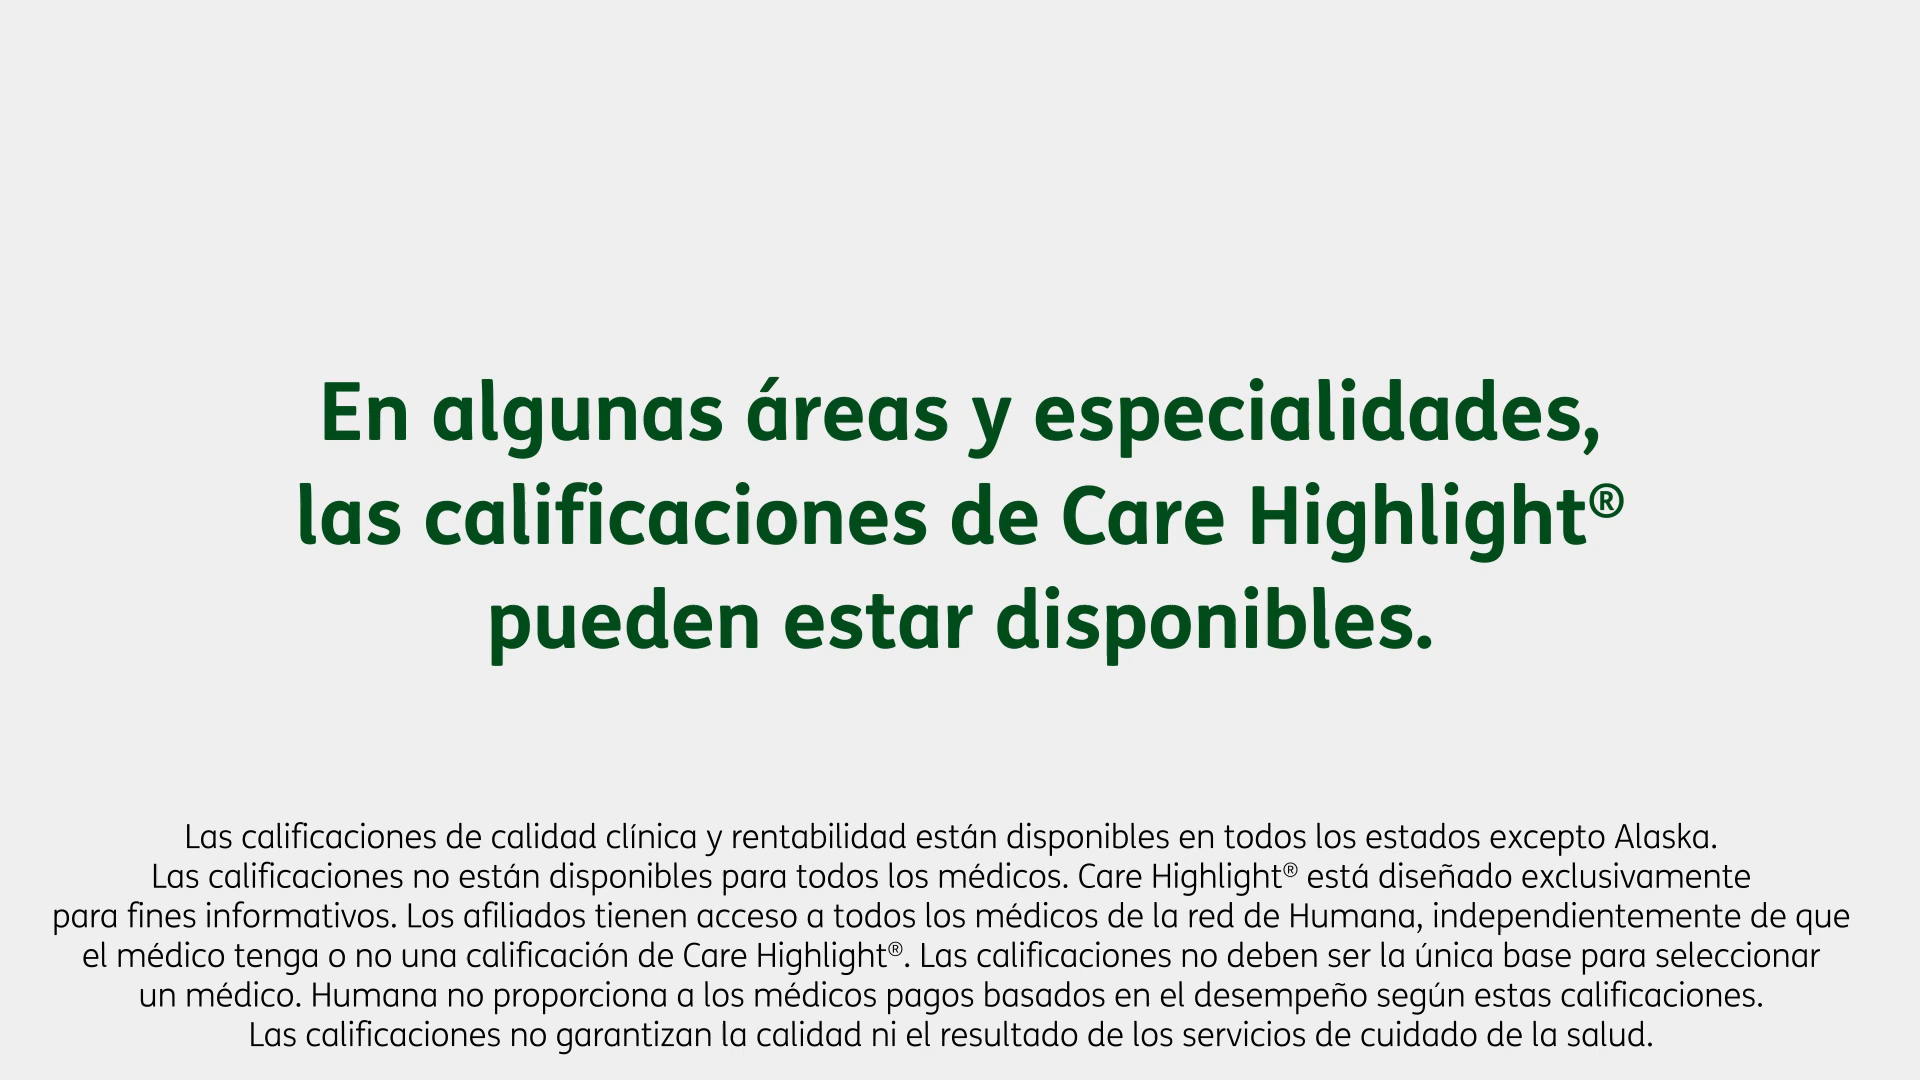 En algunas áreas y especialidades,
las calificaciones de Care Highlight®
pueden estar disponibles.
Las calificaciones de calidad clínica y rentabilidad están disponibles en todos los estados excepto Alaska.
Las calificaciones no están disponibles para todos los médicos. Care Highlight® está diseñado exclusivamente
para fines informativos. Los afiliados tienen acceso a todos los médicos de la red de Humana, independientemente de que
el médico tenga o no una calificación de Care Highlight®. Las calificaciones no deben ser la única base para seleccionar
un médico. Humana no proporciona a los médicos pagos basados en el desempeño según estas calificaciones.
Las calificaciones no garantizan la calidad ni el resultado de los servicios de cuidado de la salud.